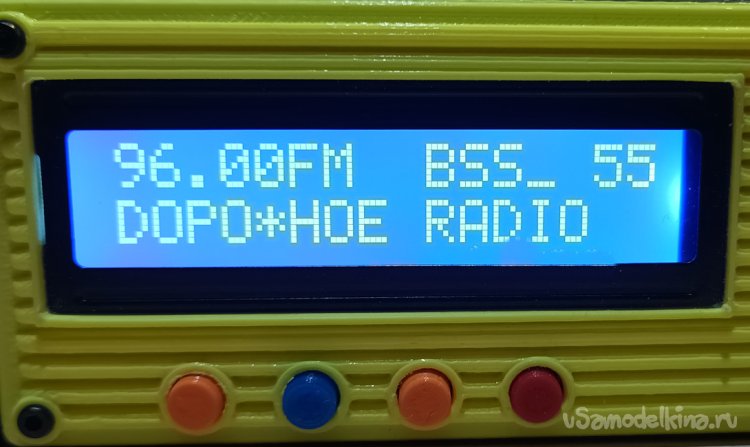 96.00FM BSS_ 55
DOPO*HOE RADIO
vSamodelkina.ru